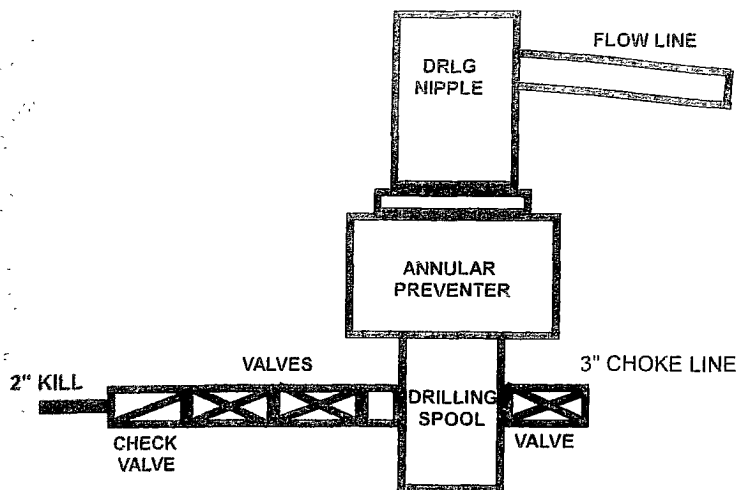 FLOW LINE
DRLG
NIPPLE
ANNULAR
PREVENTER
VALVES
3" CHOKE LINE
2" KILL
DRILLING
SPOOL
CHECK
VALVE
VALVE